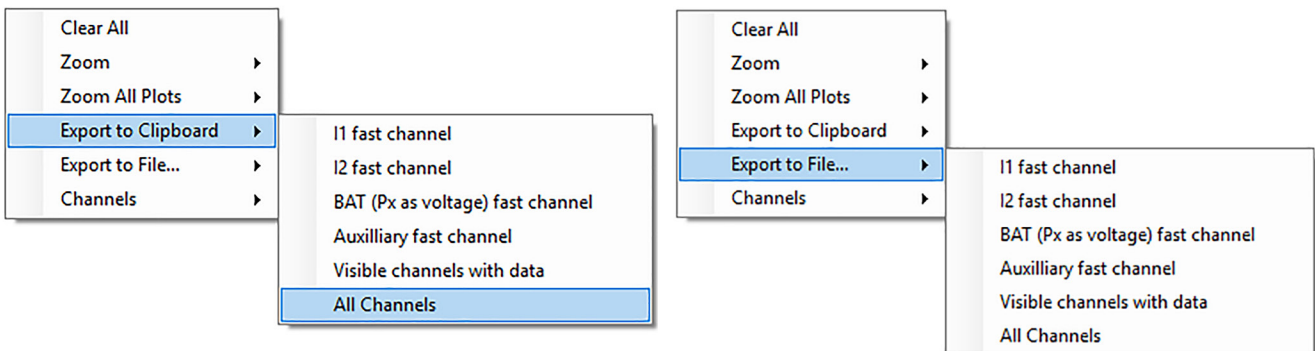 Clear All
Zoom
Zoom All Plots
Export to Clipboard
Export to File...
Channels
I1 fast channel
I2 fast channel
BAT (Px as voltage) fast channel
Auxilliary fast channel
Visible channels with data
All Channels
Clear All
Zoom
Zoom All Plots
Export to Clipboard
Export to File...
Channels
I1 fast channel
I2 fast channel
BAT (Px as voltage) fast channel
Auxilliary fast channel
Visible channels with data
All Channels